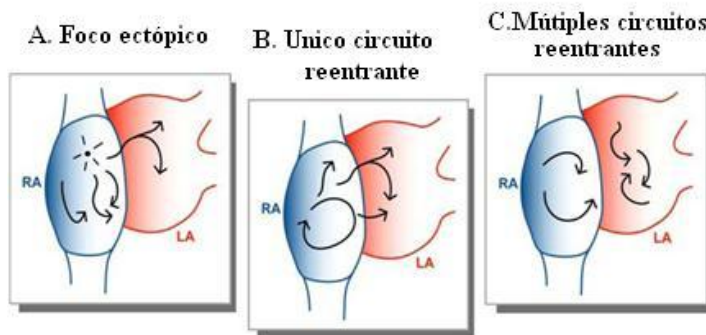 A. Foco ectópico
B. Unico circuito
reentrante
C.Mútiples circuitos
reentrantes
RA
LA
RA
LA
RA
LA